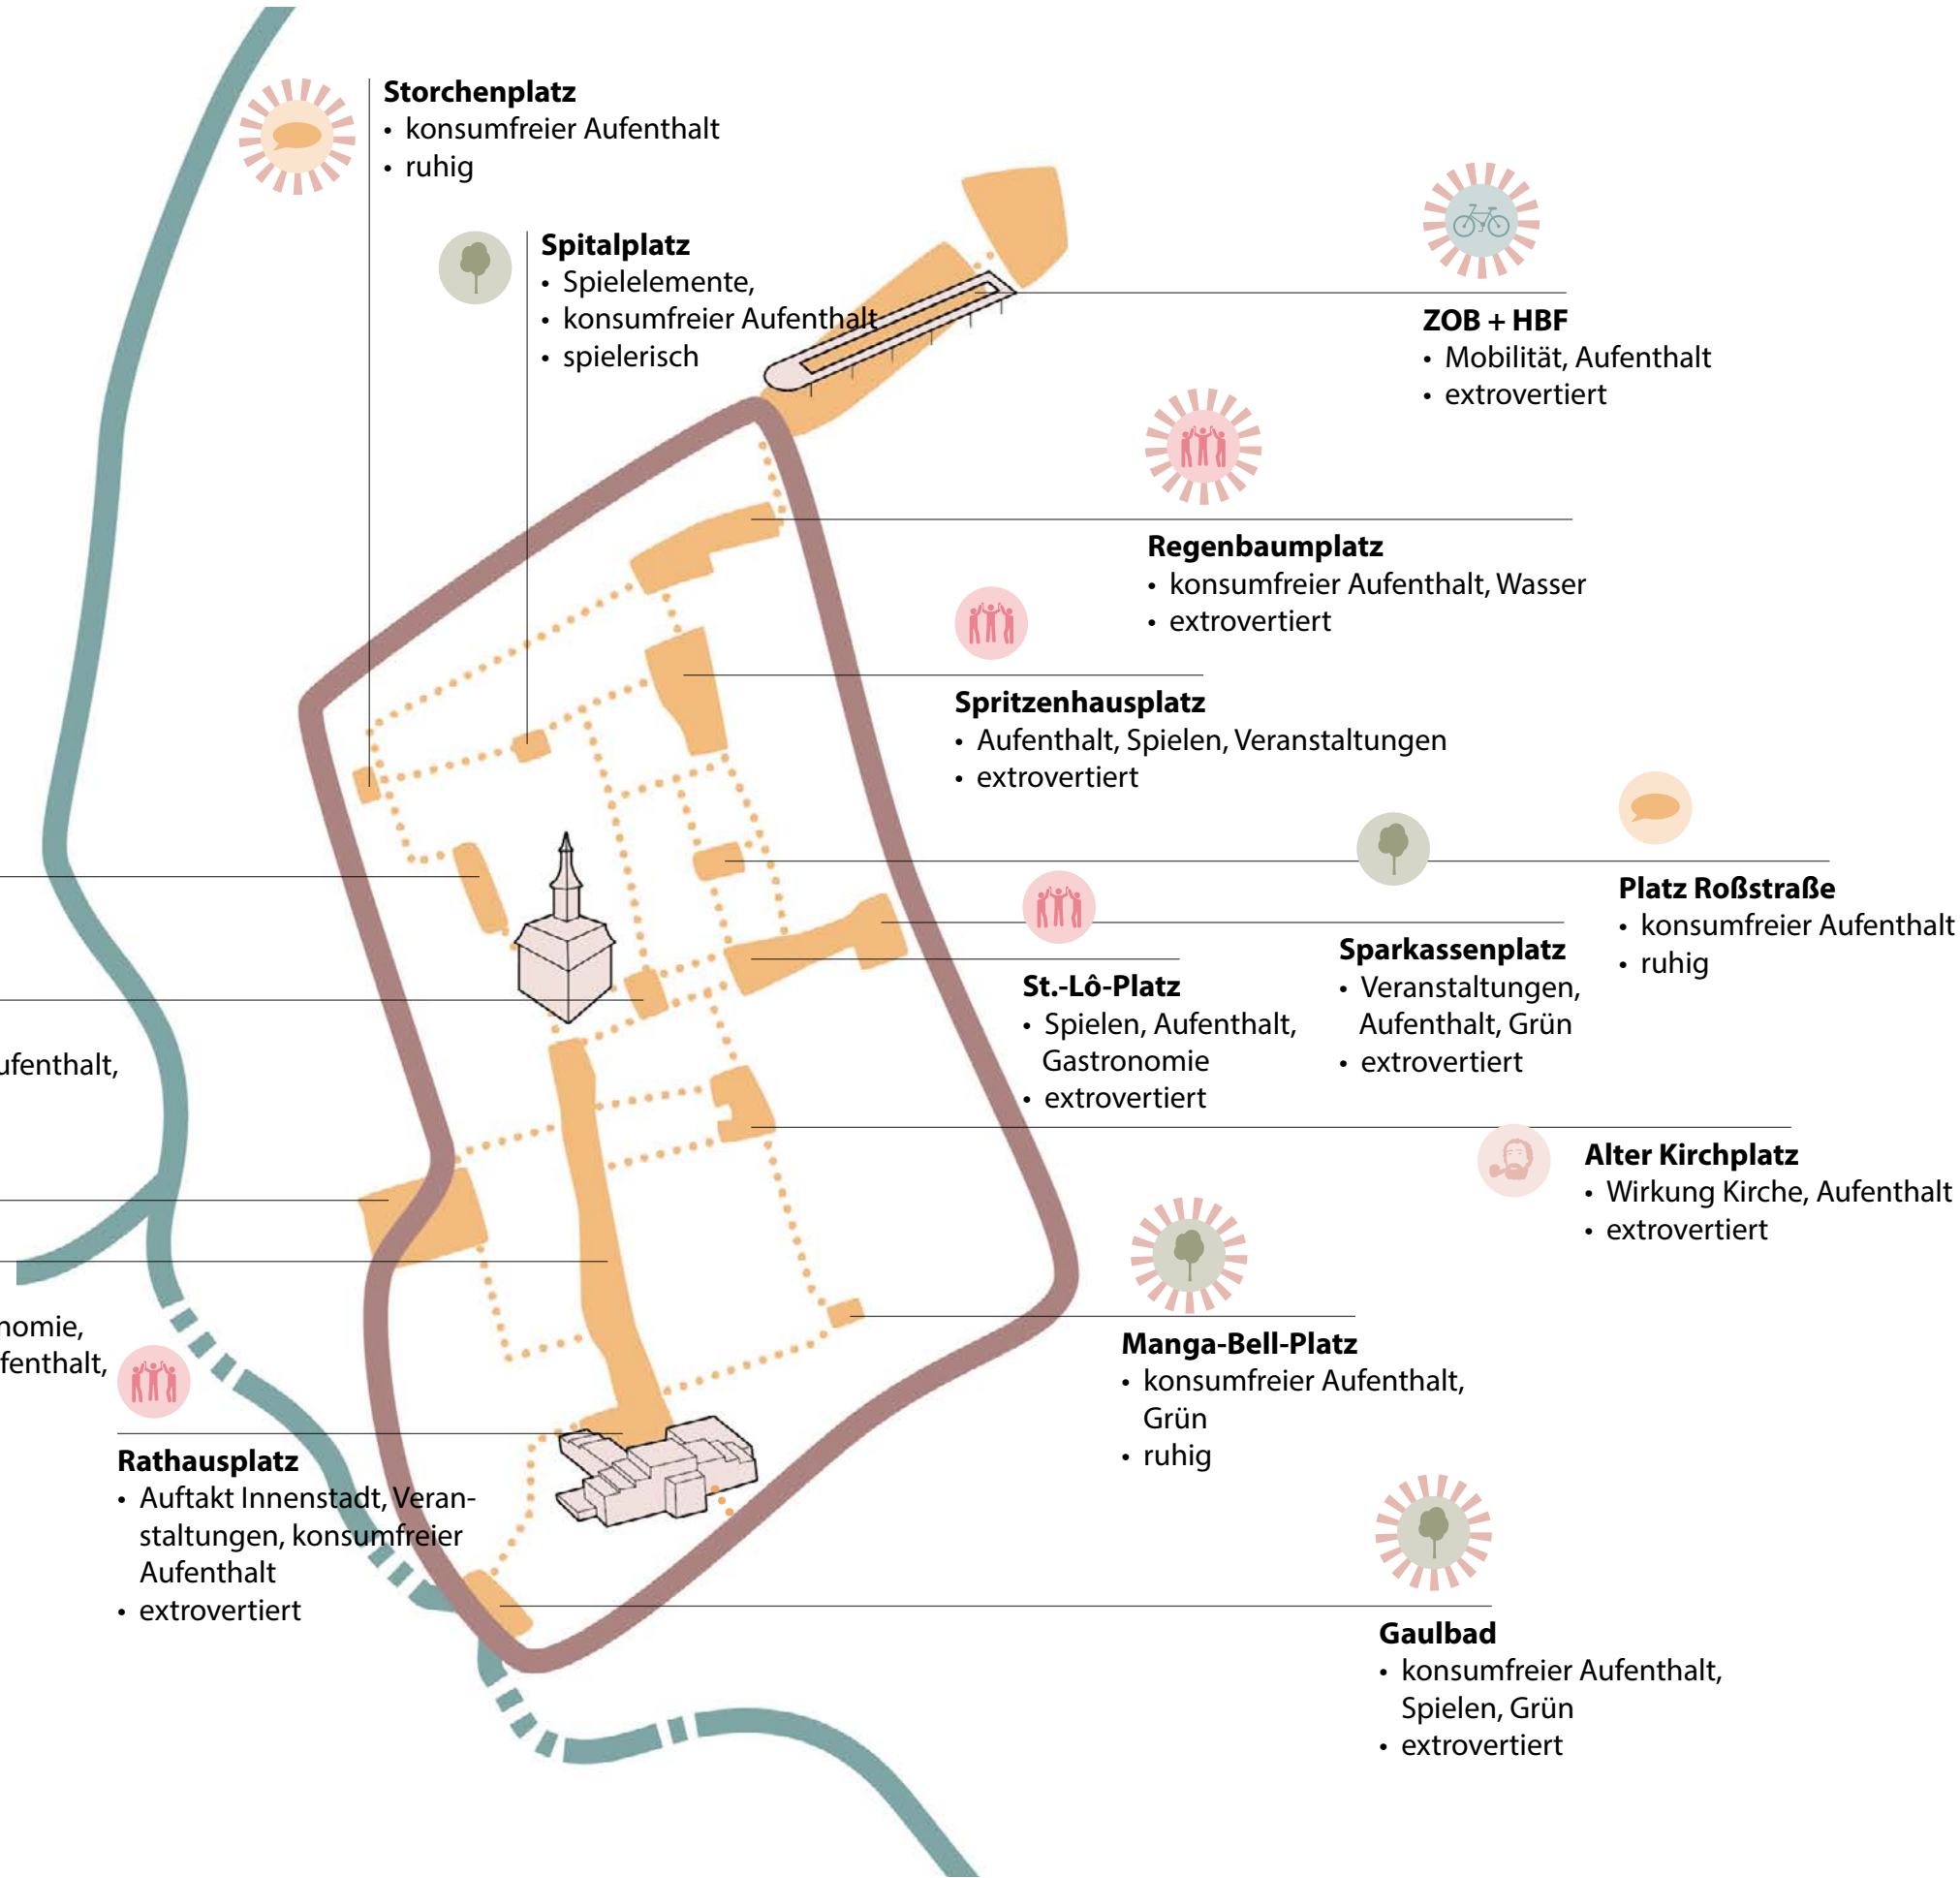 Storchenplatz
• konsumfreier Aufenthalt
• ruhig
Spitalplatz
• Spielelemente,
• konsumfreier Aufenthalt
• spielerisch
ZOB + HBF
• Mobilität, Aufenthalt
• extrovertiert
Regenbaumplatz
• konsumfreier Aufenthalt, Wasser
• extrovertiert
Spritzenhausplatz
• Aufenthalt, Spielen, Veranstaltungen
• extrovertiert
Platz Roßstraße
• konsumfreier Aufenthalt
• ruhig
Sparkassenplatz
• Veranstaltungen,
Aufenthalt, Grün
• extrovertiert
St.-Lô-Platz
• Spielen, Aufenthalt,
Gastronomie
• extrovertiert
ufenthalt,
Alter Kirchplatz
• Wirkung Kirche, Aufenthalt
• extrovertiert
Manga-Bell-Platz
• konsumfreier Aufenthalt,
Grün
• ruhig
nomie,
fenthalt,
Rathausplatz
• Auftakt Innenstadt, Veran-
staltungen, konsumfreier
Aufenthalt
• extrovertiert
Gaulbad
• konsumfreier Aufenthalt,
Spielen, Grün
• extrovertiert